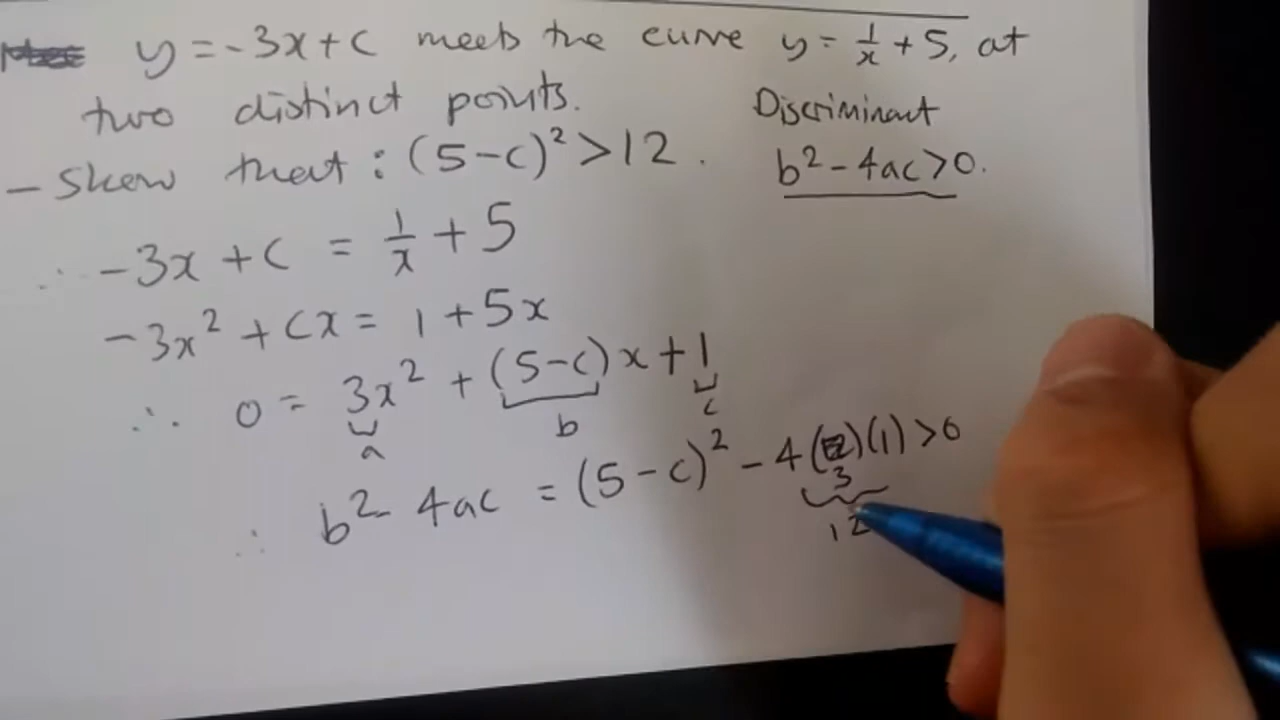 y = -3x + c meets the curve y = 1/x + 5, at
two distinct points.
Discriminant
- Show that : (5-c)² > 12.
b² - 4ac > 0.
∴ -3x + c = 1/x + 5
-3x² + cx = 1 + 5x
∴ 0 = 3x² + (5-c)x + 1
a b c
∴ b² - 4ac = (5-c)² - 4( )(1) > 0
3
12